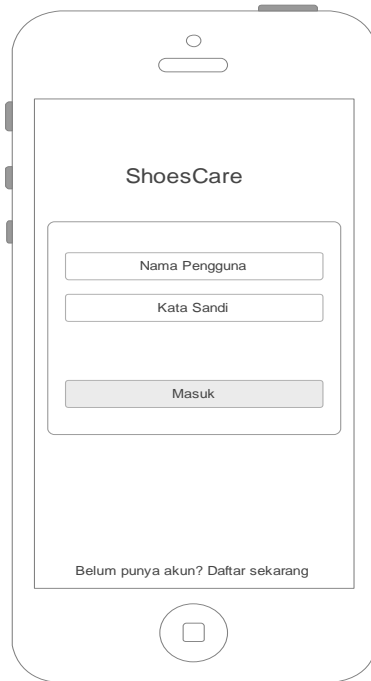 ShoesCare
Nama Pengguna
Kata Sandi
Masuk
Belum punya akun? Daftar sekarang